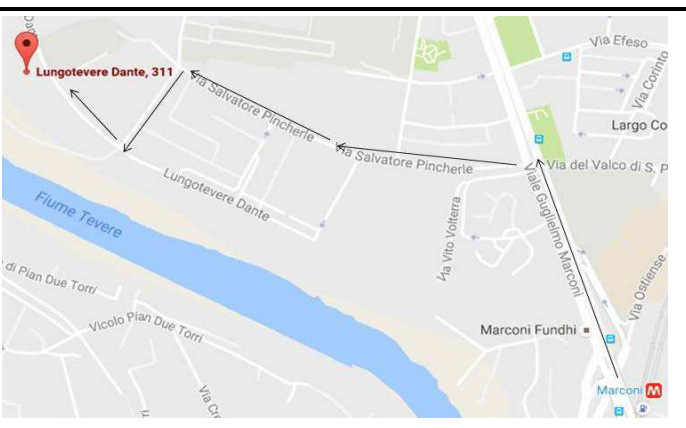 Via Efeso
Via Corinto
Lungotevere Dante, 311
Via Salvatore Pincherle
Largo Co
Via Salvatore Pincherle
Via del Valco di S. P
Lungotevere Dante
Viale Guglielmo Marconi
Fiume Tevere
Via Vito Volterra
Via Ostiense
di Pian Due Torri
Vicolo Pian Due Torri
Marconi Fundhi
Via Cr
Marconi M